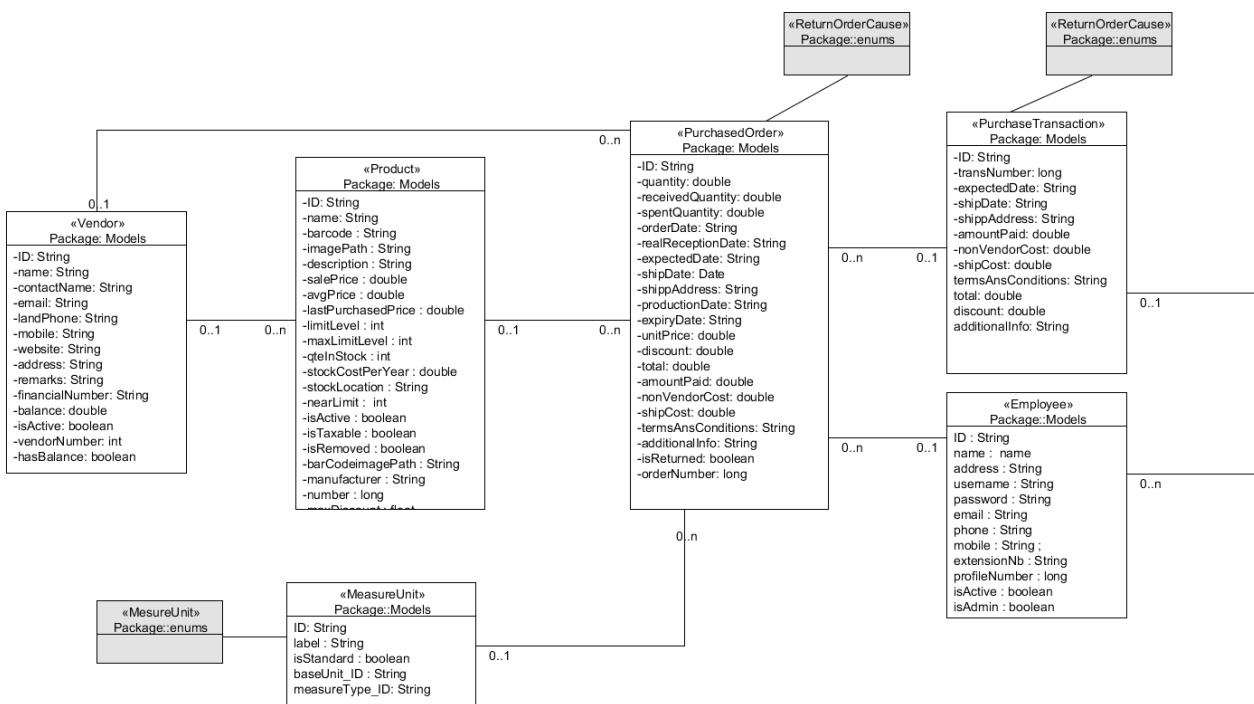 «ReturnOrderCause»
Package::enums
«ReturnOrderCause»
Package::enums
«Vendor»
Package: Models
-ID: String
-name: String
-contactName: String
-email: String
-landPhone: String
-mobile: String
-website: String
-address: String
-remarks: String
-financialNumber: String
-balance: double
-isActive: boolean
-vendorNumber: int
-hasBalance: boolean
0..1
0..n
0..1
0..n
«Product»
Package: Models
-ID: String
-name: String
-barcode : String
-imagePath : String
-description : String
-salePrice : double
-avgPrice : double
-lastPurchasedPrice : double
-limitLevel : int
-maxLimitLevel : int
-qteInStock : int
-stockCostPerYear : double
-stockLocation : String
-nearLimit : int
-isActive : boolean
-isTaxable : boolean
-isRemoved : boolean
-barCodeimagePath : String
-manufacturer : String
-number : long
-maxDiscount : float
0..1
0..n
«PurchasedOrder»
Package: Models
-ID: String
-quantity: double
-receivedQuantity: double
-spentQuantity: double
-orderDate: String
-realReceptionDate: String
-expectedDate: String
-shipDate: Date
-shippAddress: String
-productionDate: String
-expiryDate: String
-unitPrice: double
-discount: double
-total: double
-amountPaid: double
-nonVendorCost: double
-shipCost: double
-termsAnsConditions: String
-additionalInfo: String
-isReturned: boolean
-orderNumber: long
0..n
0..1
0..n
0..1
0..n
«PurchaseTransaction»
Package: Models
-ID: String
-transNumber: long
-expectedDate: String
-shipDate: String
-shippAddress: String
-amountPaid: double
-nonVendorCost: double
-shipCost: double
termsAnsConditions: String
total: double
discount: double
additionalInfo: String
0..1
«Employee»
Package::Models
ID : String
name : name
address : String
username : String
password : String
email : String
phone : String
mobile : String ;
extensionNb : String
profileNumber : long
isActive : boolean
isAdmin : boolean
0..n
«MesureUnit»
Package::enums
«MeasureUnit»
Package::Models
ID: String
label : String
isStandard : boolean
baseUnit_ID : String
measureType_ID: String
0..1